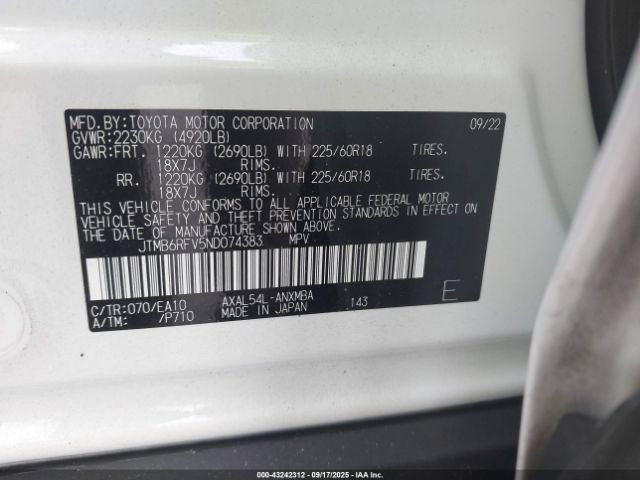 MFD.BY:TOYOTA MOTOR CORPORATION 09/22
GVWR:2230KG (4920LB)
GAWR:FRT. 1220KG (2690LB) WITH 225/60R18 TIRES.
18X7J RIMS.
RR. 1220KG (2690LB) WITH 225/60R18 TIRES.
18X7J RIMS.
THIS VEHICLE CONFORMS TO ALL APPLICABLE FEDERAL MOTOR
VEHICLE SAFETY AND THEFT PREVENTION STANDARDS IN EFFECT ON
THE DATE OF MANUFACTURE SHOWN ABOVE.
JTMB6RFV5ND074383 MPV
C/TR:070/EA10 AXAL54L-ANXMBA 143 E
A/TM: /P710 MADE IN JAPAN
© 00-43242312 - 09/17/2025 - IAAI